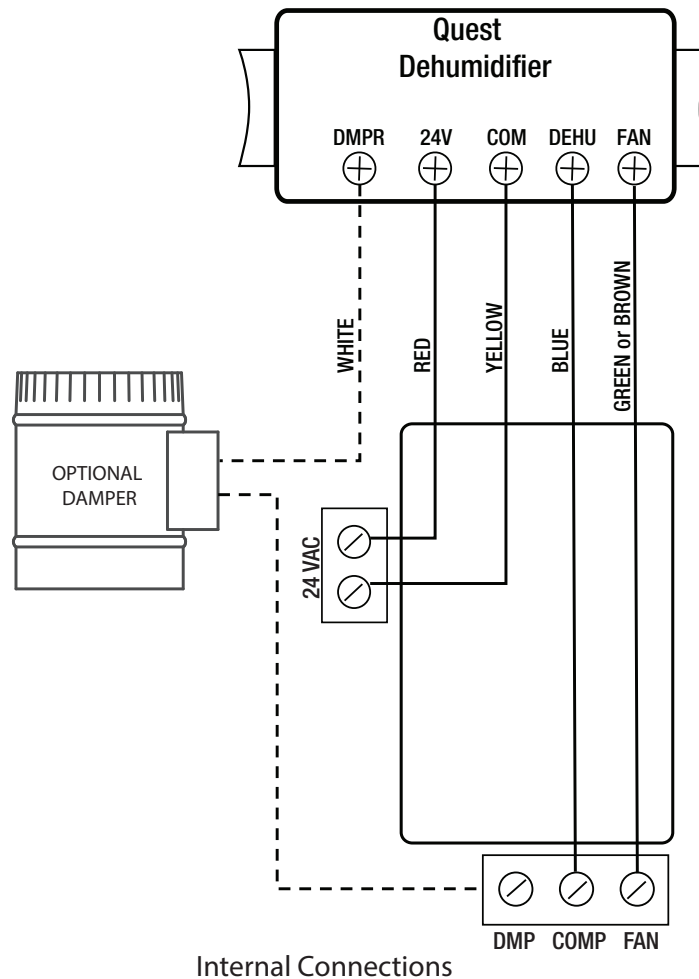 Quest
Dehumidifier
DMPR 24V COM DEHU FAN
WHITE
RED
YELLOW
BLUE
GREEN or BROWN
OPTIONAL
DAMPER
24 VAC
DMP COMP FAN
Internal Connections